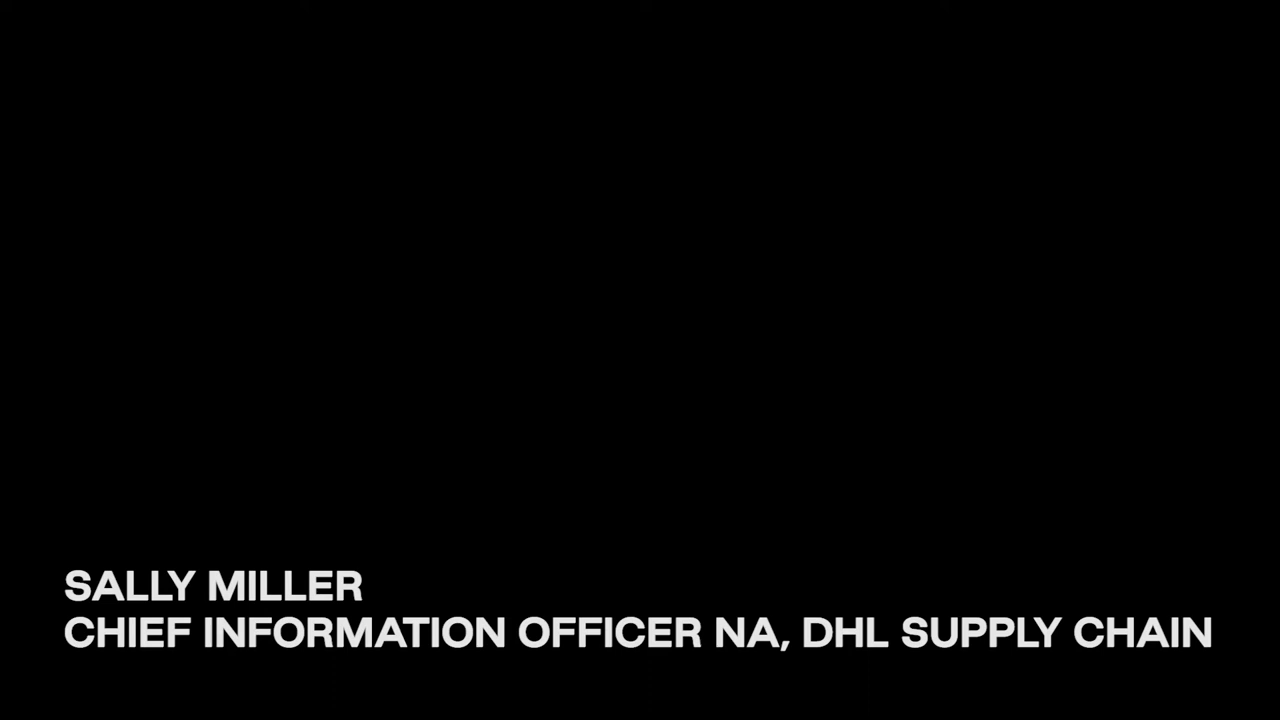 SALLY MILLER
CHIEF INFORMATION OFFICER NA, DHL SUPPLY CHAIN